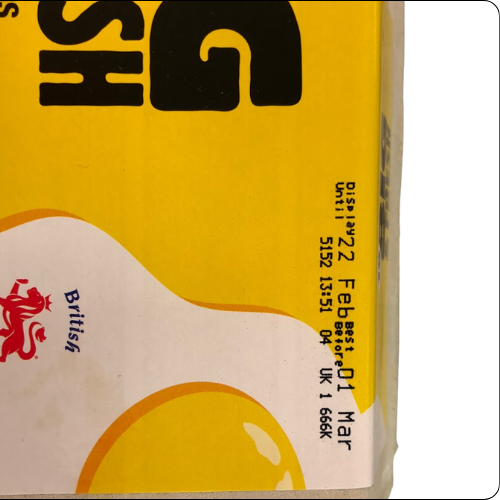 S
SH
G
British
Display Until 22 Feb Best Before 01 Mar
5152 13:51 04 UK 1 666K